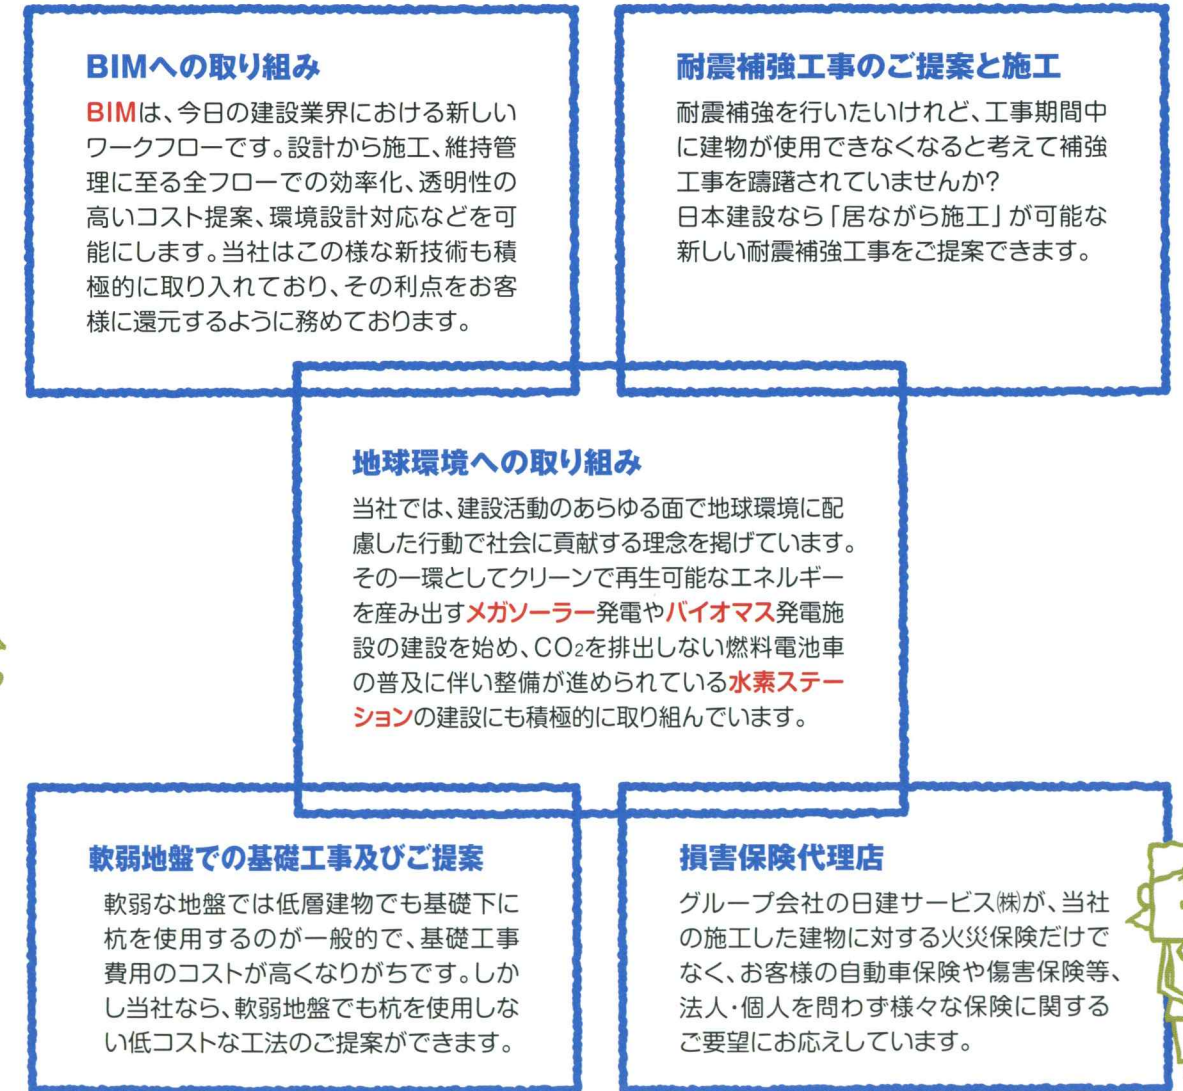 BIMへの取り組み
BIMは、今日の建設業界における新しい
ワークフローです。設計から施工、維持管
理に至る全フローでの効率化、透明性の
高いコスト提案、環境設計対応などを可
能にします。当社はこの様な新技術も積
極的に取り入れており、その利点をお客
様に還元するように務めております。
耐震補強工事のご提案と施工
耐震補強を行いたいけれど、工事期間中
に建物が使用できなくなると考えて補強
工事を躊躇されていませんか?
日本建設なら「居ながら施工」が可能な
新しい耐震補強工事をご提案できます。
地球環境への取り組み
当社では、建設活動のあらゆる面で地球環境に配
慮した行動で社会に貢献する理念を掲げています。
その一環としてクリーンで再生可能なエネルギー
を産み出すメガソーラー発電やバイオマス発電施
設の建設を始め、CO2を排出しない燃料電池車
の普及に伴い整備が進められている水素ステー
ションの建設にも積極的に取り組んでいます。
軟弱地盤での基礎工事及びご提案
軟弱な地盤では低層建物でも基礎下に
杭を使用するのが一般的で、基礎工事
費用のコストが高くなりがちです。しか
し当社なら、軟弱地盤でも杭を使用しな
い低コストな工法のご提案ができます。
損害保険代理店
グループ会社の日建サービス㈱が、当社
の施工した建物に対する火災保険だけで
なく、お客様の自動車保険や傷害保険等、
法人・個人を問わず様々な保険に関する
ご要望にお応えしています。